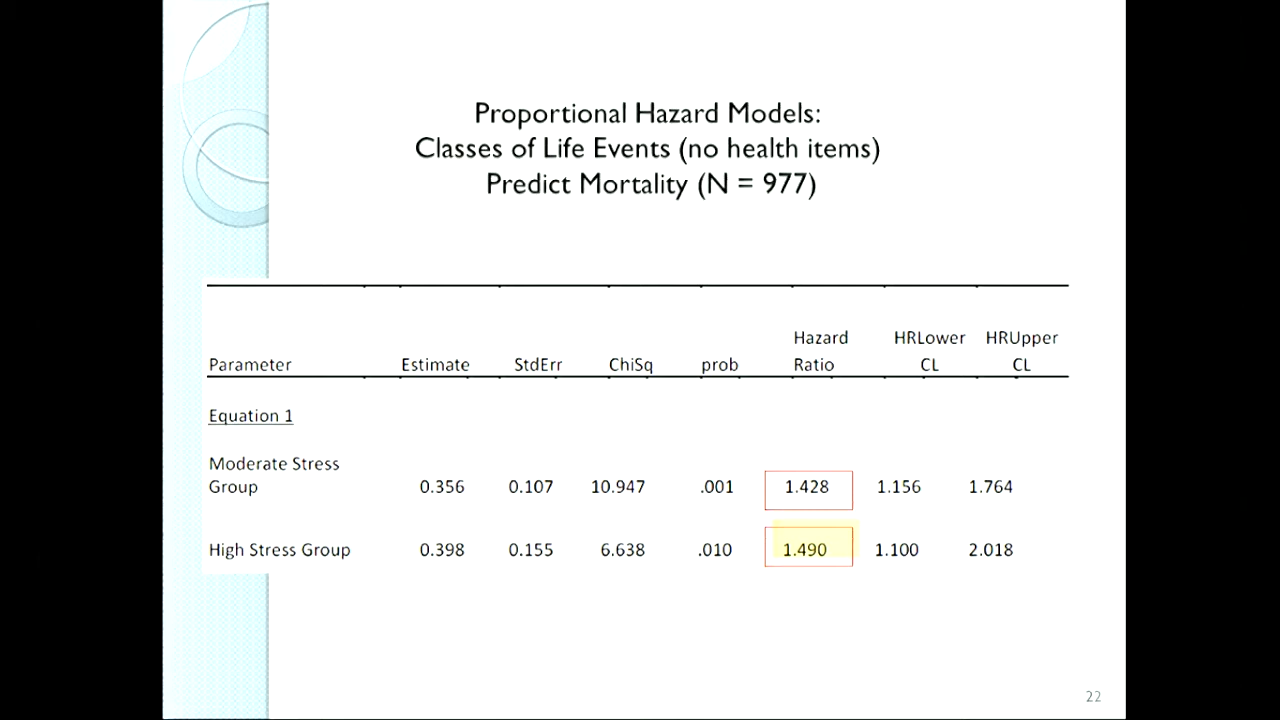 Proportional Hazard Models:
Classes of Life Events (no health items)
Predict Mortality (N = 977)
Parameter Estimate StdErr ChiSq prob Hazard Ratio HRLower CL HRUpper CL
Equation 1
Moderate Stress
Group 0.356 0.107 10.947 .001 1.428 1.156 1.764
High Stress Group 0.398 0.155 6.638 .010 1.490 1.100 2.018
22